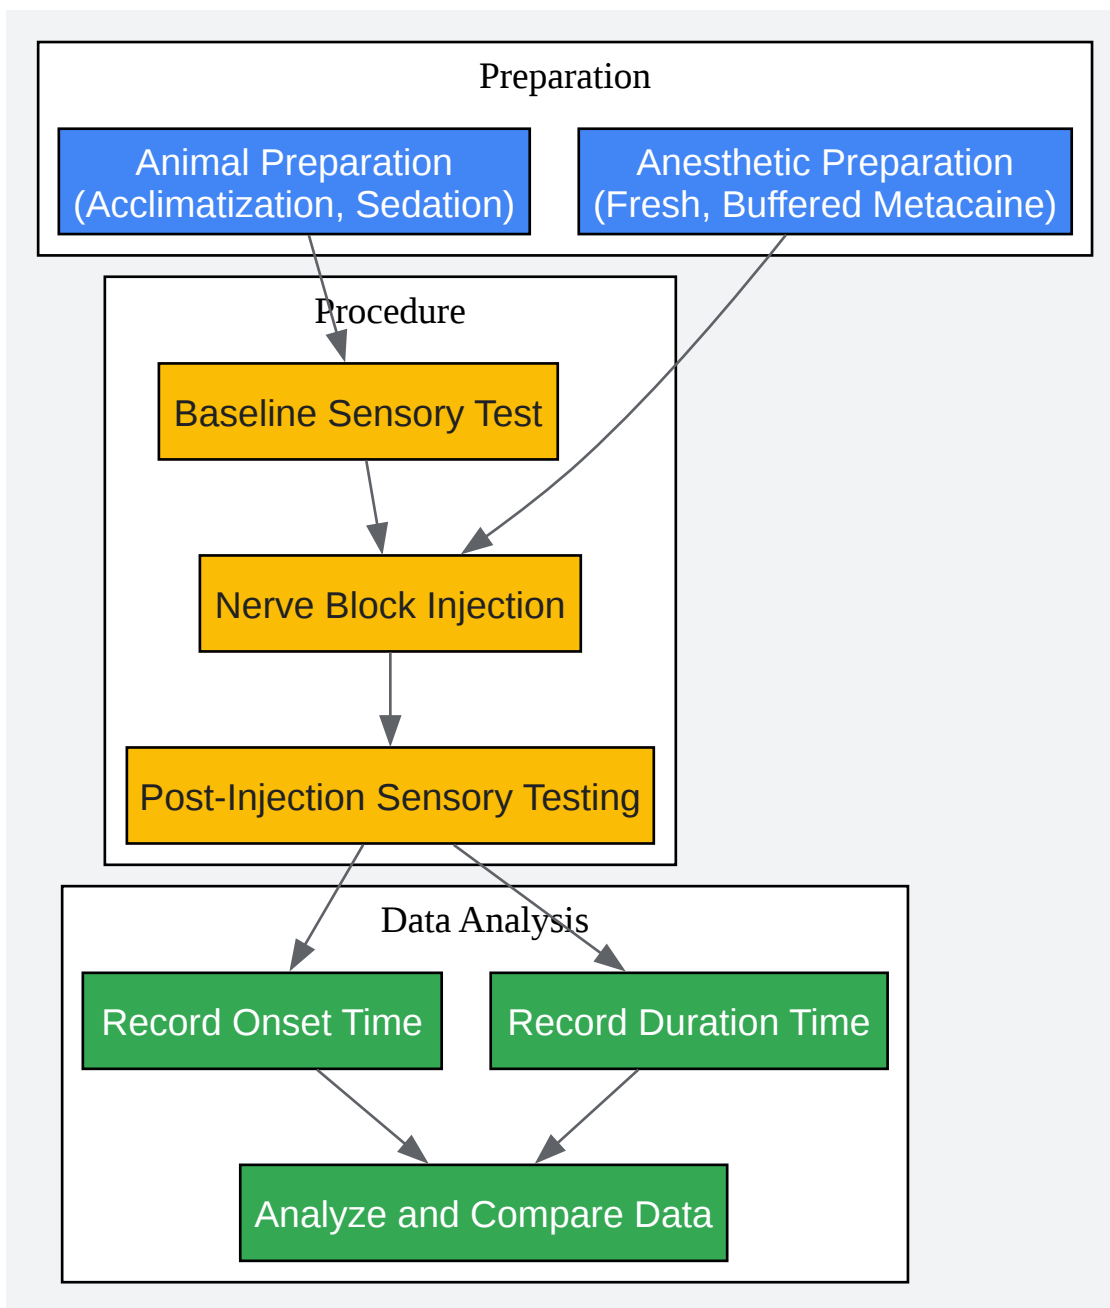 Preparation
Animal Preparation
(Acclimatization, Sedation)
Anesthetic Preparation
(Fresh, Buffered Metacaine)
Procedure
Baseline Sensory Test
Nerve Block Injection
Post-Injection Sensory Testing
Data Analysis
Record Onset Time
Record Duration Time
Analyze and Compare Data